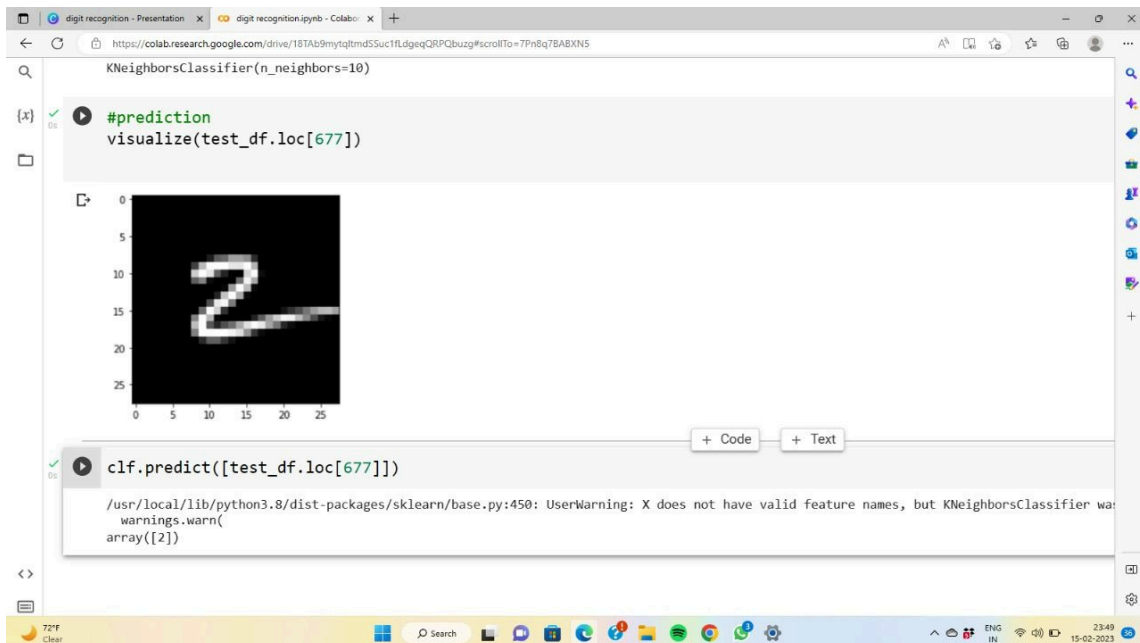 digit recognition - Presentation
digit recognition.ipynb - Colabor
https://colab.research.google.com/drive/18TAb9mytqltmdSSuc1fLdgeqQRPQbuzg#scrollTo=7Pn8q7BABXN5
KNeighborsClassifier(n_neighbors=10)
{x}
0s
#prediction
visualize(test_df.loc[677])
0
5
10
15
20
25
0 5 10 15 20 25
+ Code + Text
0s
clf.predict([test_df.loc[677]])
/usr/local/lib/python3.8/dist-packages/sklearn/base.py:450: UserWarning: X does not have valid feature names, but KNeighborsClassifier was
warnings.warn(
array([2])
72°F
Clear
Search
ENG
IN
23:49
15-02-2023